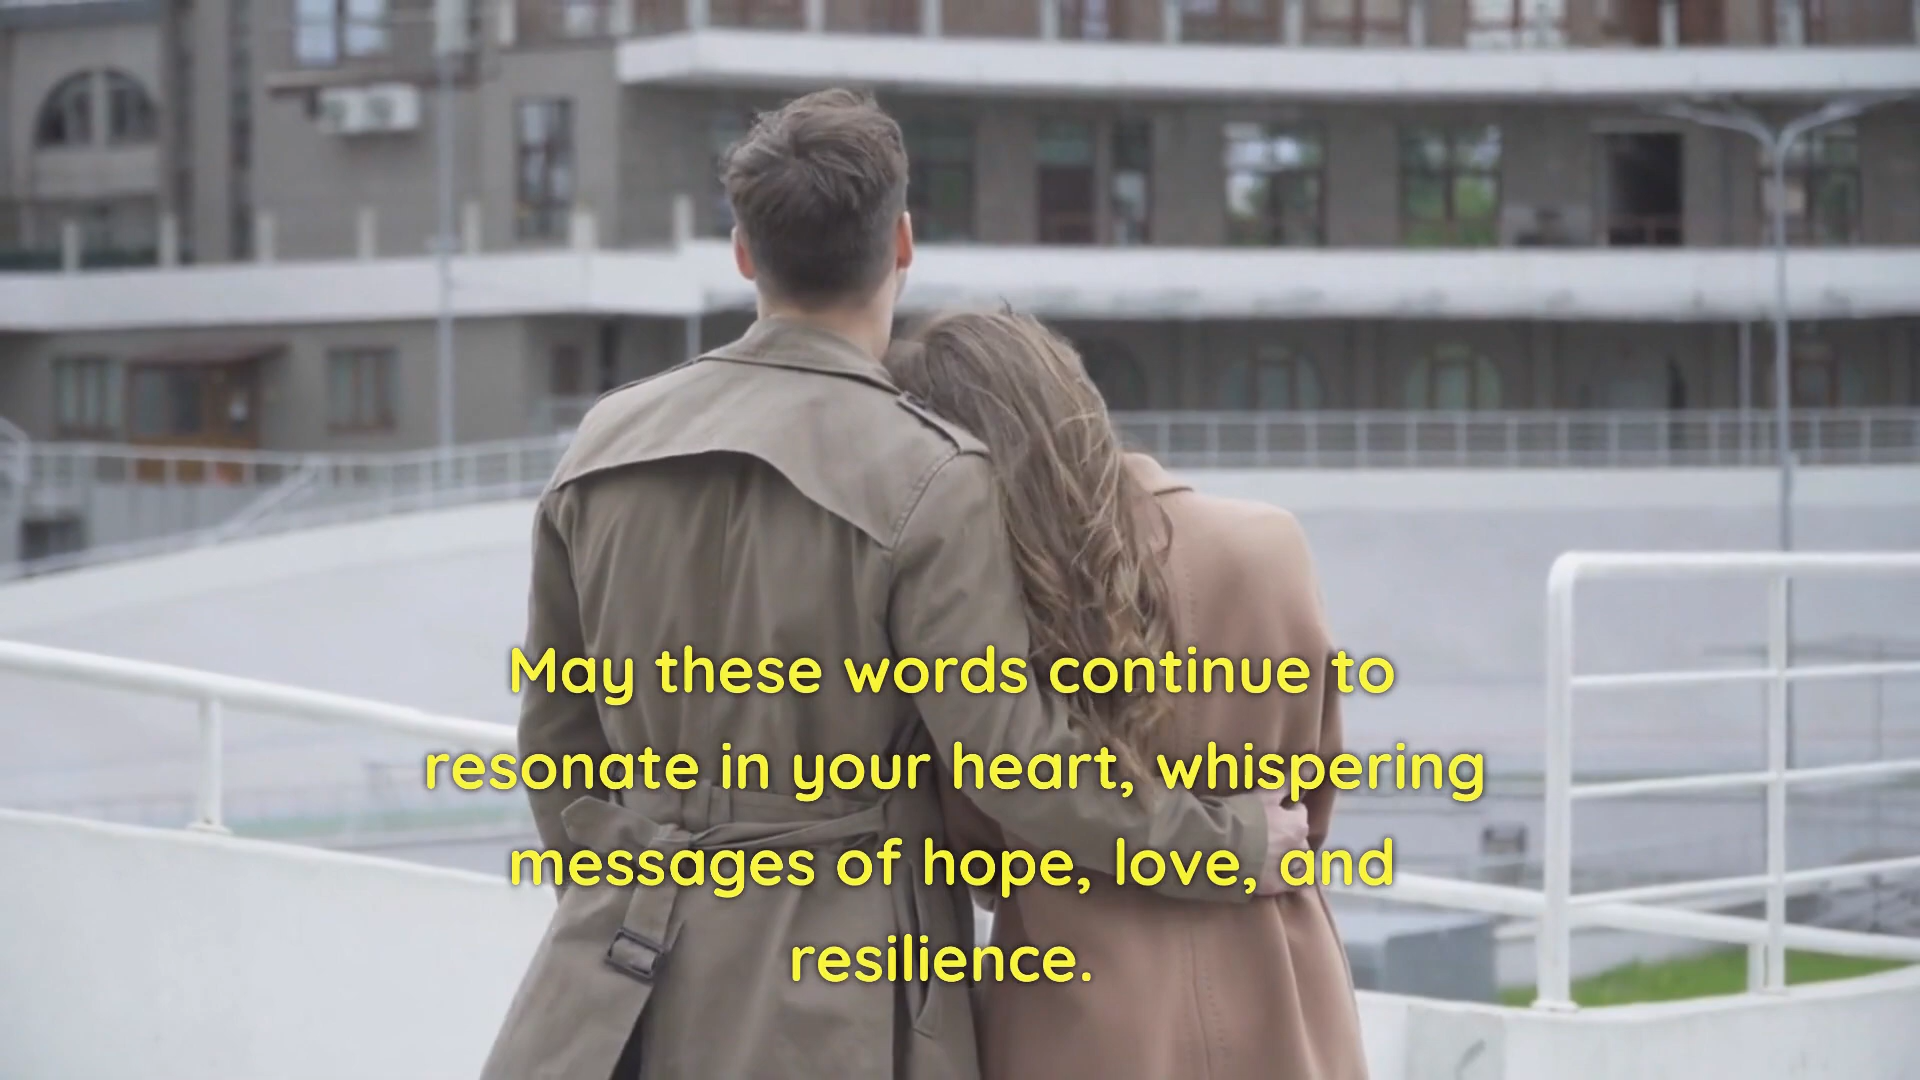 May these words continue to
resonate in your heart, whispering
messages of hope, love, and
resilience.